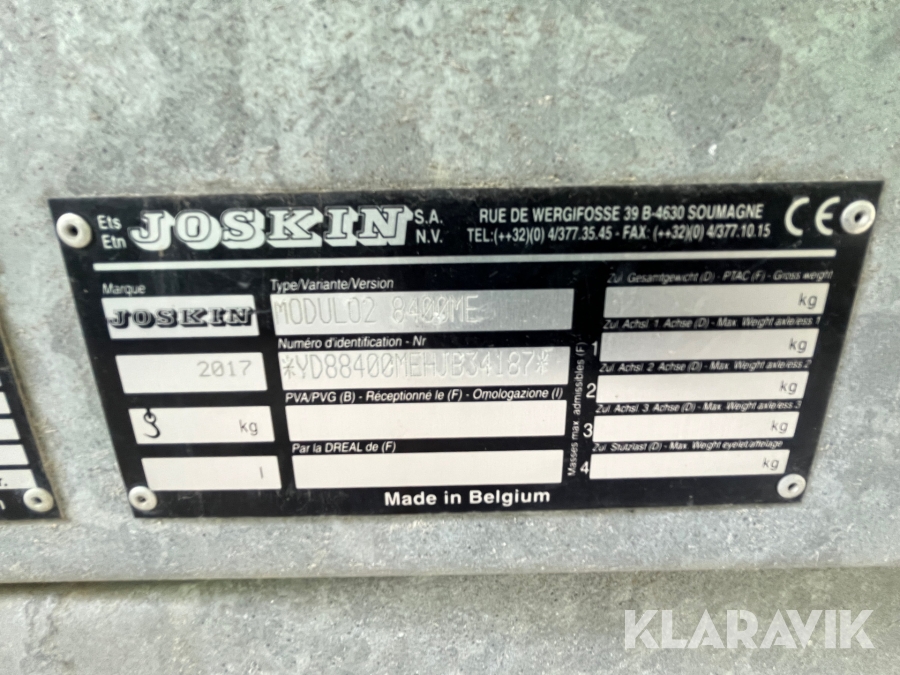 Ets
Etn
JOSKIN
S.A.
N.V.
RUE DE WERGIFOSSE 39 B-4630 SOUMAGNE
TEL:(++32)(0) 4/377.35.45 - FAX: (++32)(0) 4/377.10.15
CE
Marque
JOSKIN
2017
kg
l
Type/Variante/Version
MODULO2 8400ME
Numéro d'identification - Nr
*YD88400MEHJB34187*
PVA/PVG (B) - Réceptionné le (F) - Omologazione (I)
Par la DREAL de (F)
Masses max. admissibles (F)
Zul. Gesamtgewicht (D) - PTAC (F) - Gross weight
kg
Zul. Achsl. 1. Achse (D) - Max. Weight axle/ess 1
1 kg
Zul. Achsl. 2. Achse (D) - Max. Weight axle/ess 2
2 kg
Zul. Achsl. 3. Achse (D) - Max. Weight axle/ess 3
3 kg
Zul. Stutzlast (D) - Max. Weight eyelet/attelage
4 kg
Made in Belgium
r.
KLARAVIK